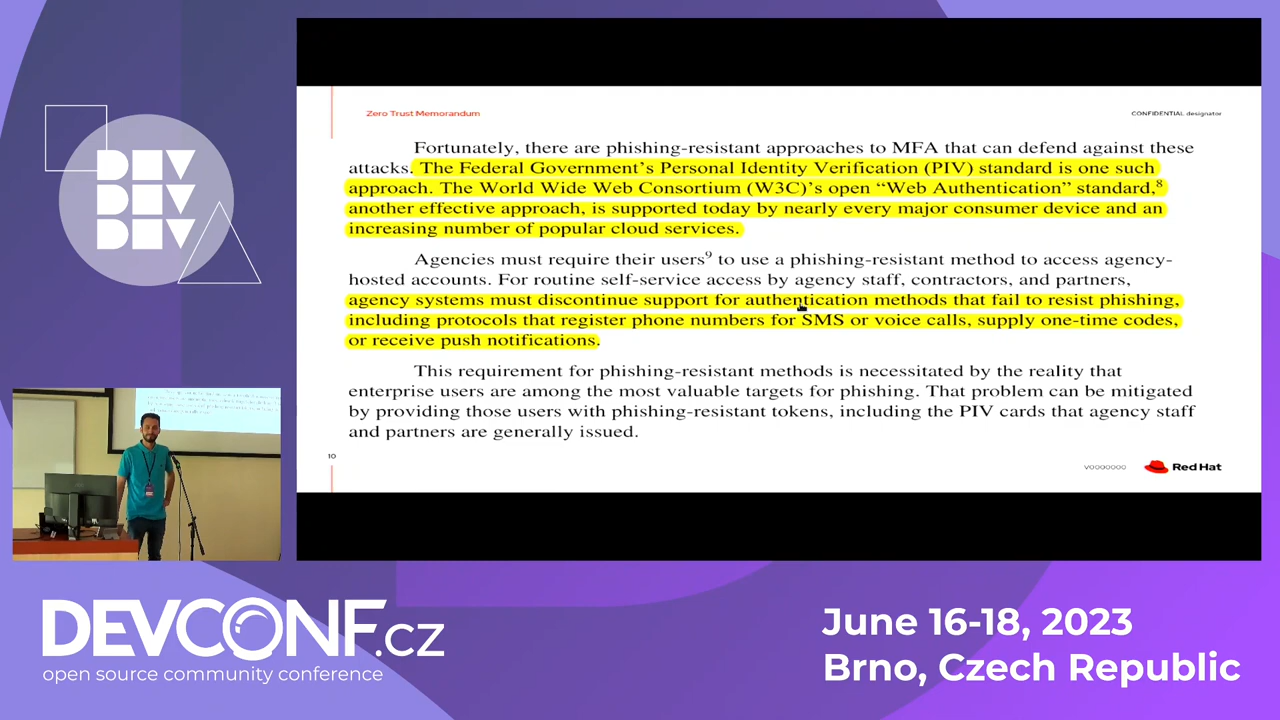 DEV
DEV
DEV
DEV
DEV
DEV
Zero Trust Memorandum
CONFIDENTIAL designator
Fortunately, there are phishing-resistant approaches to MFA that can defend against these
attacks. The Federal Government’s Personal Identity Verification (PIV) standard is one such
approach. The World Wide Web Consortium (W3C)’s open “Web Authentication” standard,8
another effective approach, is supported today by nearly every major consumer device and an
increasing number of popular cloud services.
Agencies must require their users9 to use a phishing-resistant method to access agency-
hosted accounts. For routine self-service access by agency staff, contractors, and partners,
agency systems must discontinue support for authentication methods that fail to resist phishing,
including protocols that register phone numbers for SMS or voice calls, supply one-time codes,
or receive push notifications.
This requirement for phishing-resistant methods is necessitated by the reality that
enterprise users are among the most valuable targets for phishing. That problem can be mitigated
by providing those users with phishing-resistant tokens, including the PIV cards that agency staff
and partners are generally issued.
10
V0000000
Red Hat
DEVCONF.cz
open source community conference
June 16-18, 2023
Brno, Czech Republic